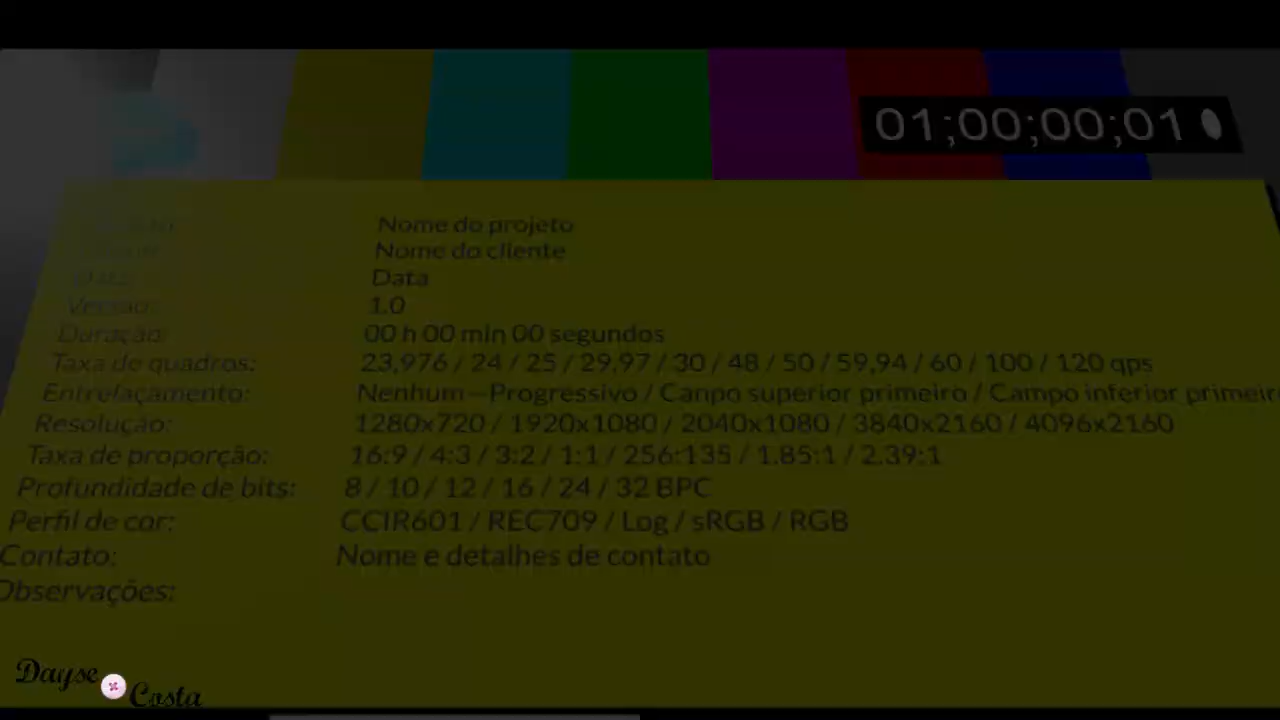 01;00;00;01
Nome do projeto
Nome do cliente
Data: Data
Versão: 1.0
Duração: 00 h 00 min 00 segundos
Taxa de quadros: 23,976 / 24 / 25 / 29,97 / 30 / 48 / 50 / 59,94 / 60 / 100 / 120 qps
Entrelaçamento: Nenhum—Progressivo / Canpo superior primeiro / Campo inferior primeir
Resolução: 1280x720 / 1920x1080 / 2040x1080 / 3840x2160 / 4096x2160
Taxa de proporção: 16:9 / 4:3 / 3:2 / 1:1 / 256:135 / 1.85:1 / 2.39:1
Profundidade de bits: 8 / 10 / 12 / 16 / 24 / 32 BPC
Perfil de cor: CCIR601 / REC709 / Log / sRGB / RGB
Contato: Nome e detalhes de contato
Observações:
Dayse
Costa